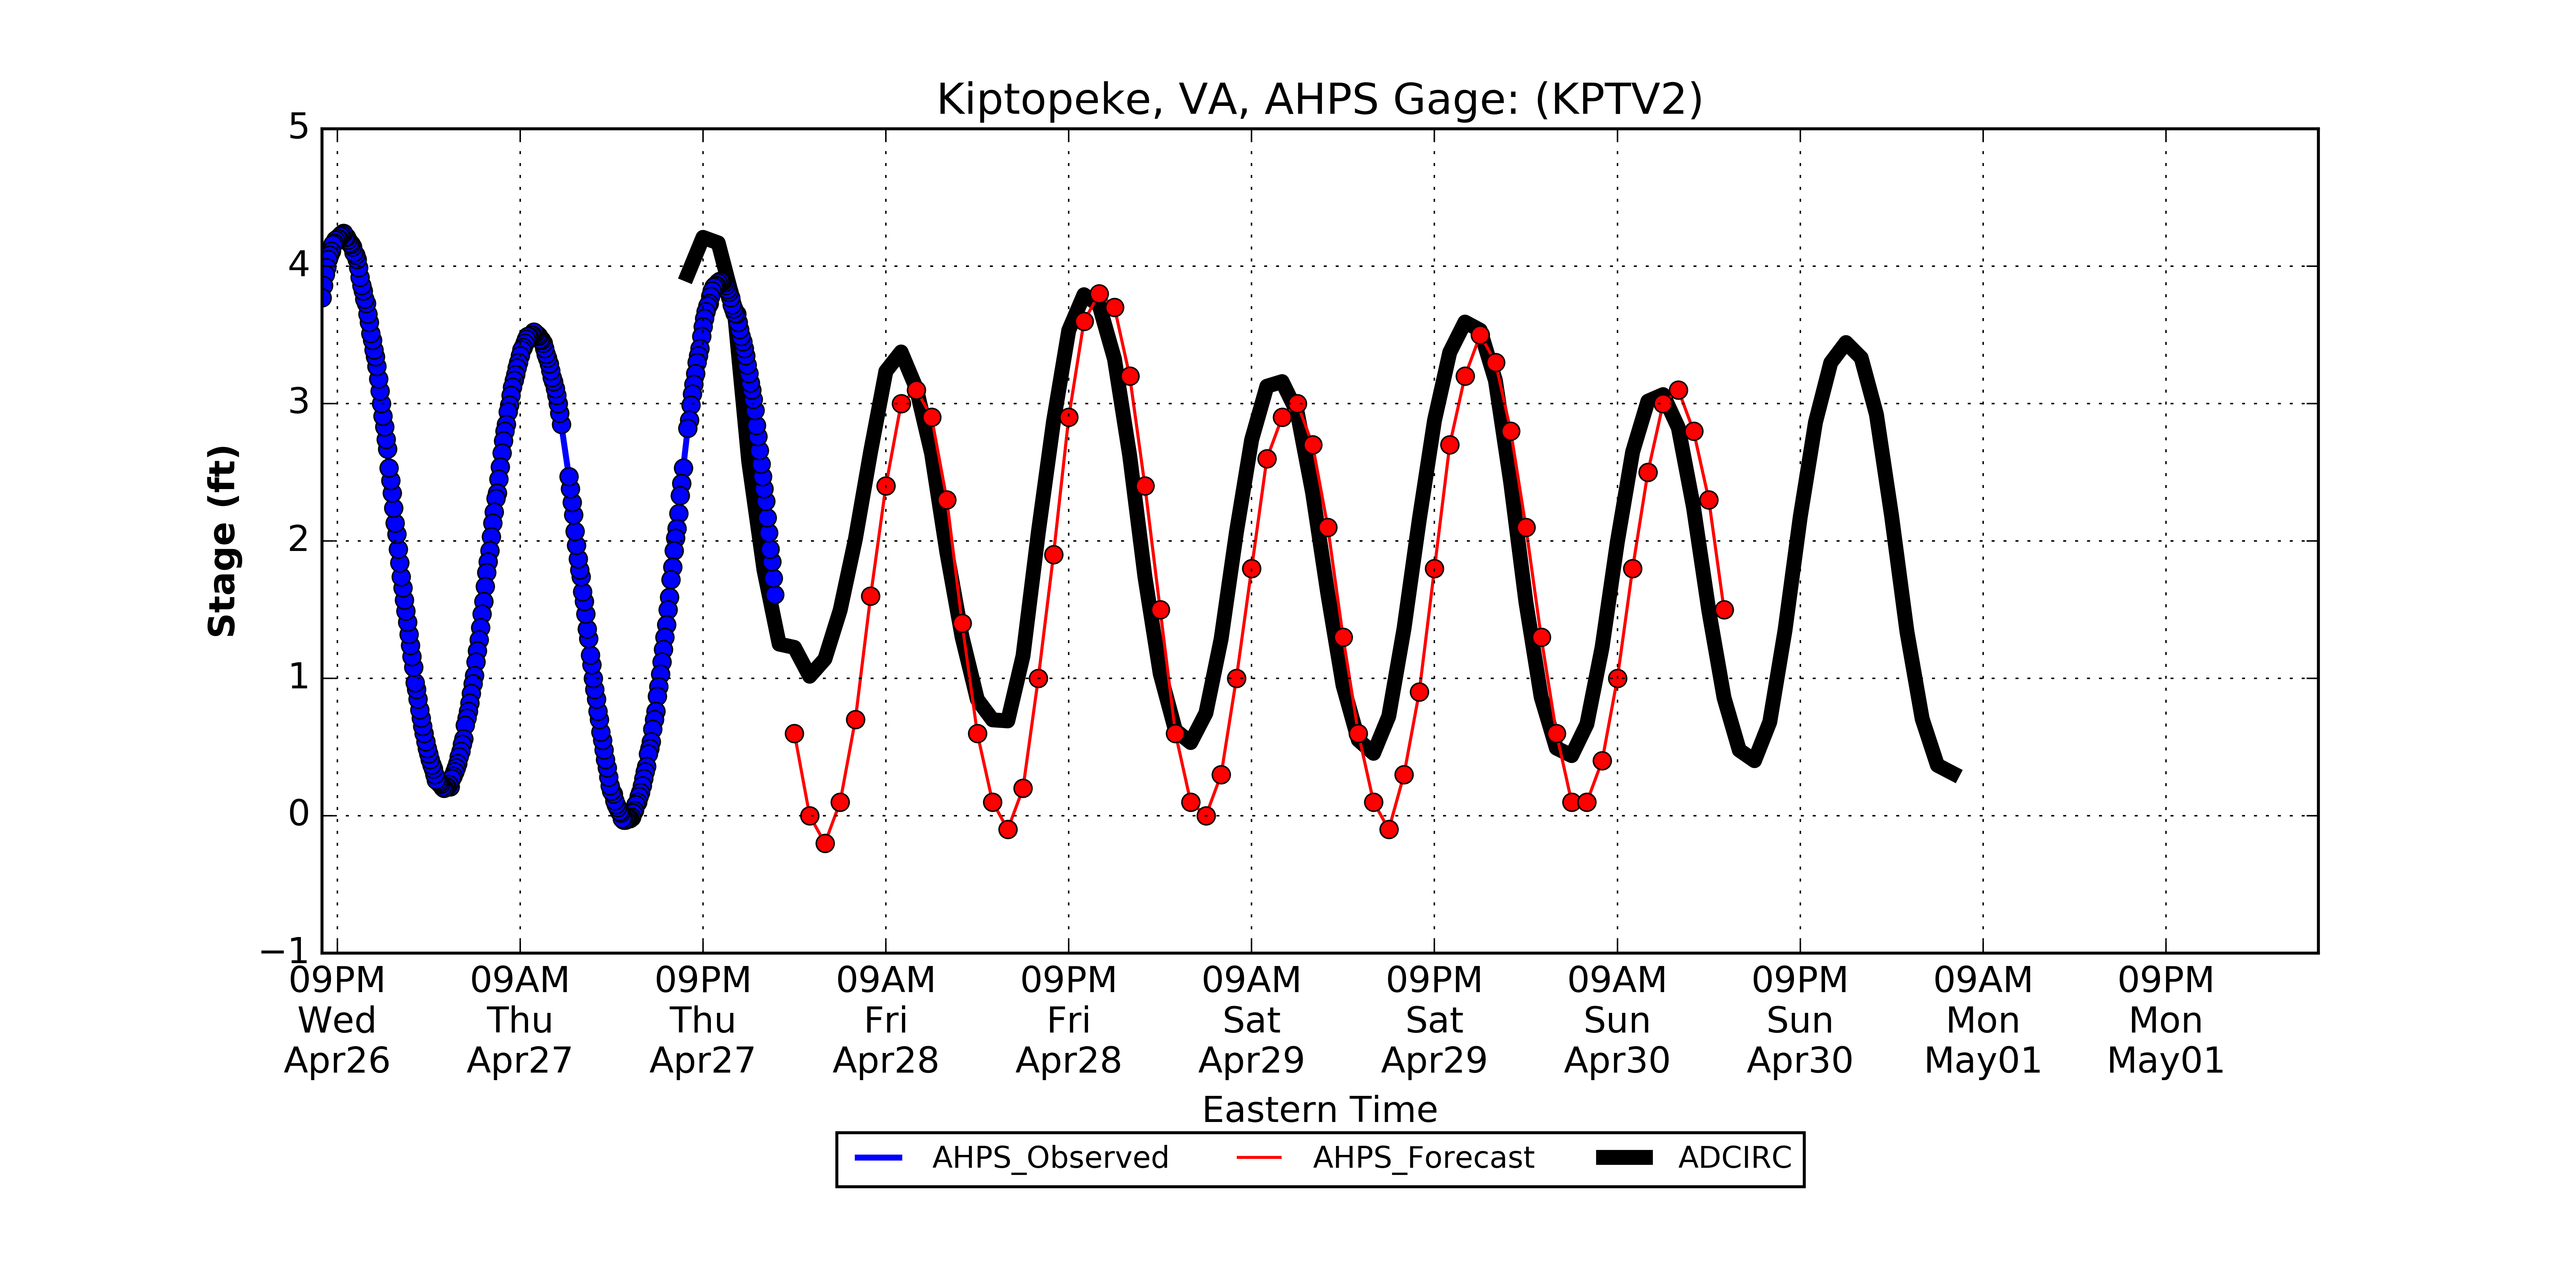 Kiptopeke, VA, AHPS Gage: (KPTV2)
5
4
3
2
1
0
−1
Stage (ft)
09PM 09AM 09PM 09AM 09PM 09AM 09PM 09AM 09PM 09AM 09PM
Wed Thu Thu Fri Fri Sat Sat Sun Sun Mon Mon
Apr26 Apr27 Apr27 Apr28 Apr28 Apr29 Apr29 Apr30 Apr30 May01 May01
Eastern Time
AHPS_Observed AHPS_Forecast ADCIRC